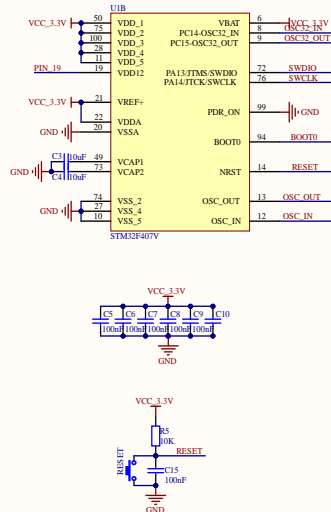 U1B
VCC_3.3V 50 VDD_1 VBAT 6 VCC_3.3V
75 VDD_2 PC14-OSC32_IN 8 OSC32_IN
100 VDD_3 PC15-OSC32_OUT 9 OSC32_OUT
28 VDD_4
11 VDD_5
PIN_19 19 VDD12 PA13/JTMS/SWDIO 72 SWDIO
PA14/JTCK/SWCLK 76 SWCLK
VCC_3.3V 21 VREF+
PDR_ON 99 GND
22 VDDA
GND 20 VSSA
BOOT0 94 BOOT0
C3 10uF 49 VCAP1
GND C4 10uF 73 VCAP2 NRST 14 RESET
74 VSS_2 OSC_OUT 13 OSC_OUT
GND 27 VSS_4
10 VSS_5 OSC_IN 12 OSC_IN
STM32F407V
VCC_3.3V
C5 C6 C7 C8 C9 C10
100nF 100nF 100nF 100nF 100nF
GND
VCC_3.3V
R5
10K
RESET
RESET
C15
100nF
GND